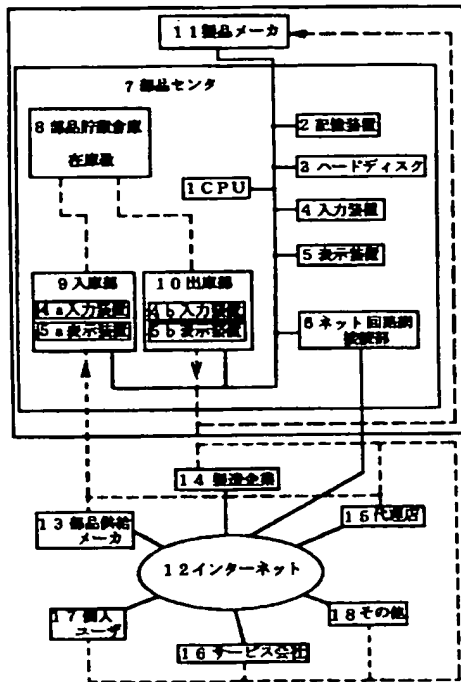 11製品メーカ
7部品センタ
8部品貯蔵倉庫
在庫数
2記憶装置
3ハードディスク
1CPU
4入力装置
5表示装置
9入庫部
4a入力装置
5a表示装置
10出庫部
4b入力装置
5b表示装置
6ネット回路網
接続部
14製造企業
13部品供給
メーカ
15代理店
12インターネット
17個人
ユーザ
18その他
16サービス会社